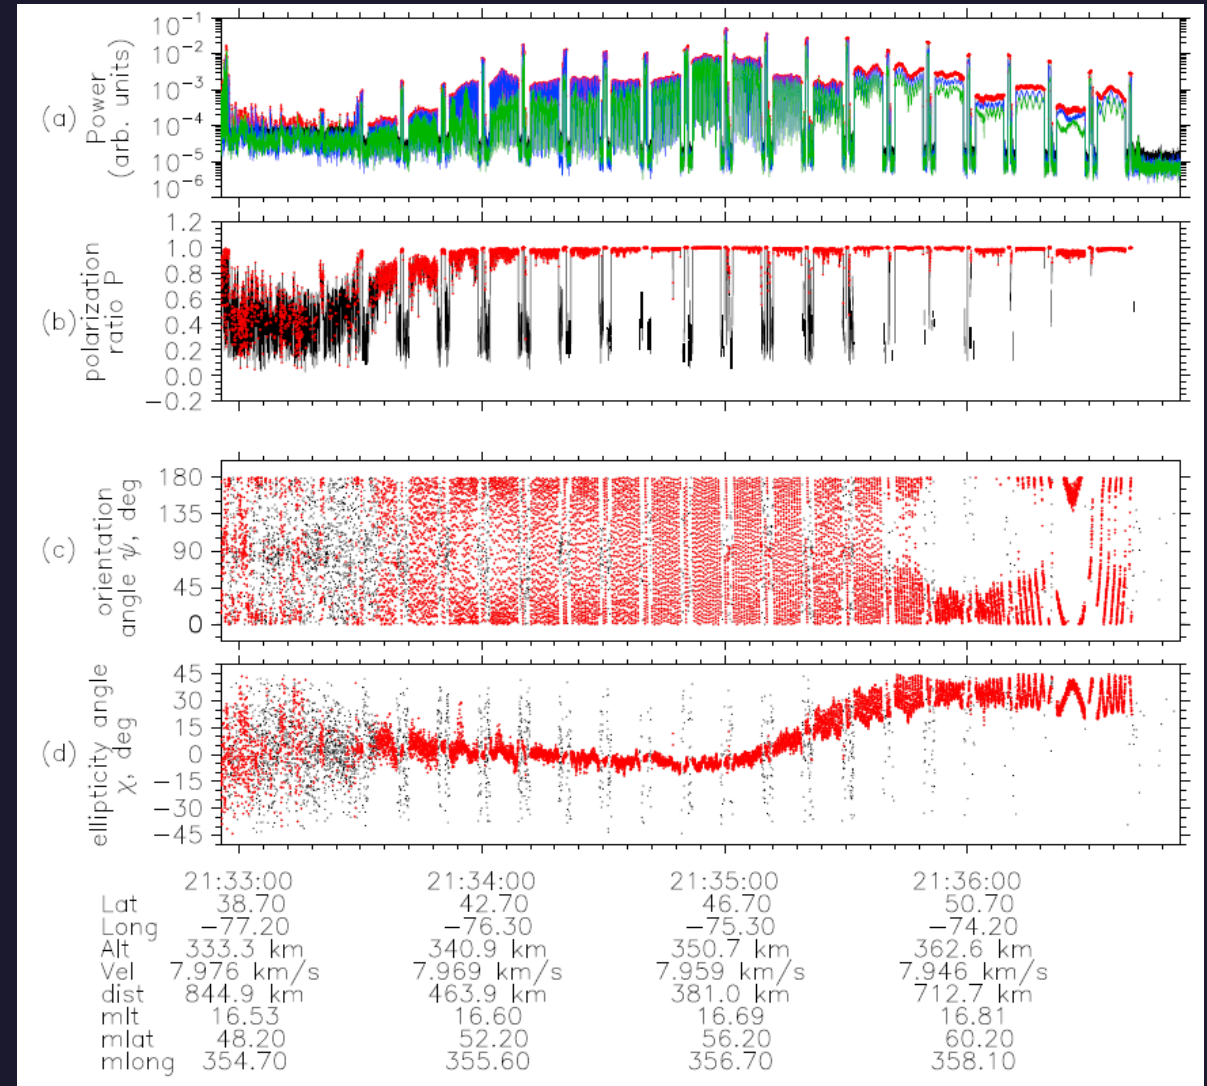 (a)
Power
(arb. units)
10⁻¹
10⁻²
10⁻³
10⁻⁴
10⁻⁵
10⁻⁶
(b)
polarization
ratio P
1.2
1.0
0.8
0.6
0.4
0.2
0.0
−0.2
(c)
orientation
angle ψ, deg
180
135
90
45
0
(d)
ellipticity angle
χ, deg
45
30
15
0
−15
−30
−45
21:33:00 21:34:00 21:35:00 21:36:00
Lat 38.70 42.70 46.70 50.70
Long −77.20 −76.30 −75.30 −74.20
Alt 333.3 km 340.9 km 350.7 km 362.6 km
Vel 7.976 km/s 7.969 km/s 7.959 km/s 7.946 km/s
dist 844.9 km 463.9 km 381.0 km 712.7 km
mlt 16.53 16.60 16.69 16.81
mlat 48.20 52.20 56.20 60.20
mlong 354.70 355.60 356.70 358.10